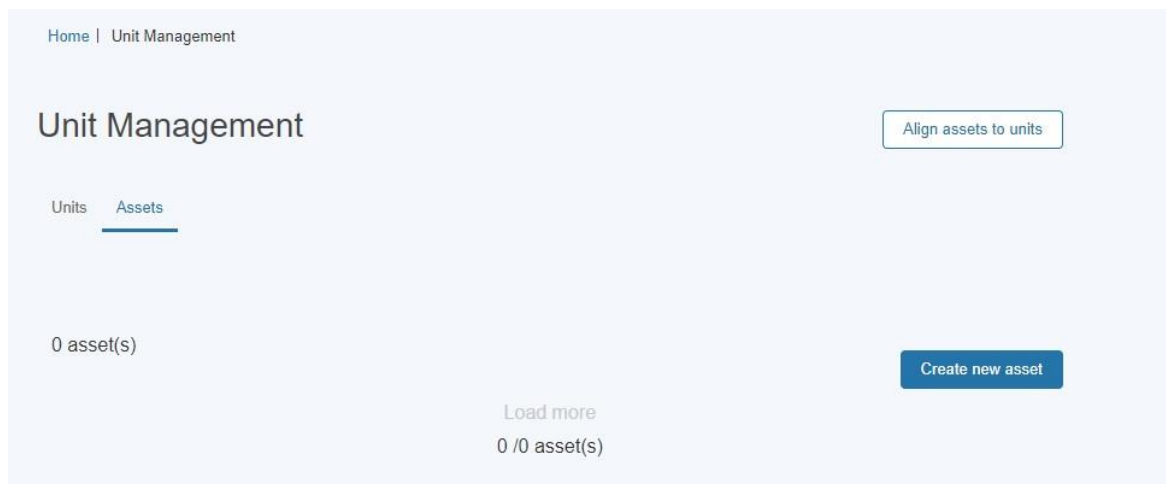 Home | Unit Management
Unit Management
Align assets to units
Units Assets
0 asset(s)
Create new asset
Load more
0 /0 asset(s)